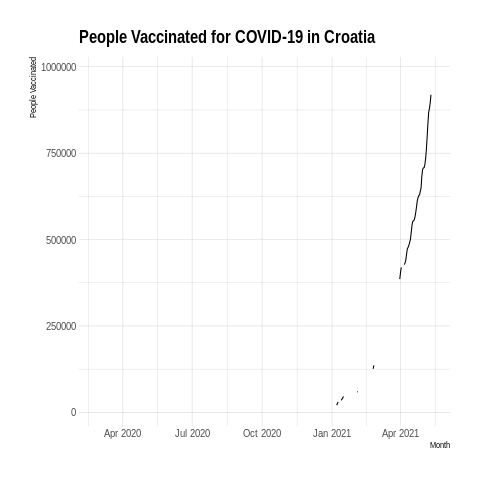 People Vaccinated for COVID-19 in Croatia
People Vaccinated
1000000
750000
500000
250000
0
Apr 2020 Jul 2020 Oct 2020 Jan 2021 Apr 2021
Month